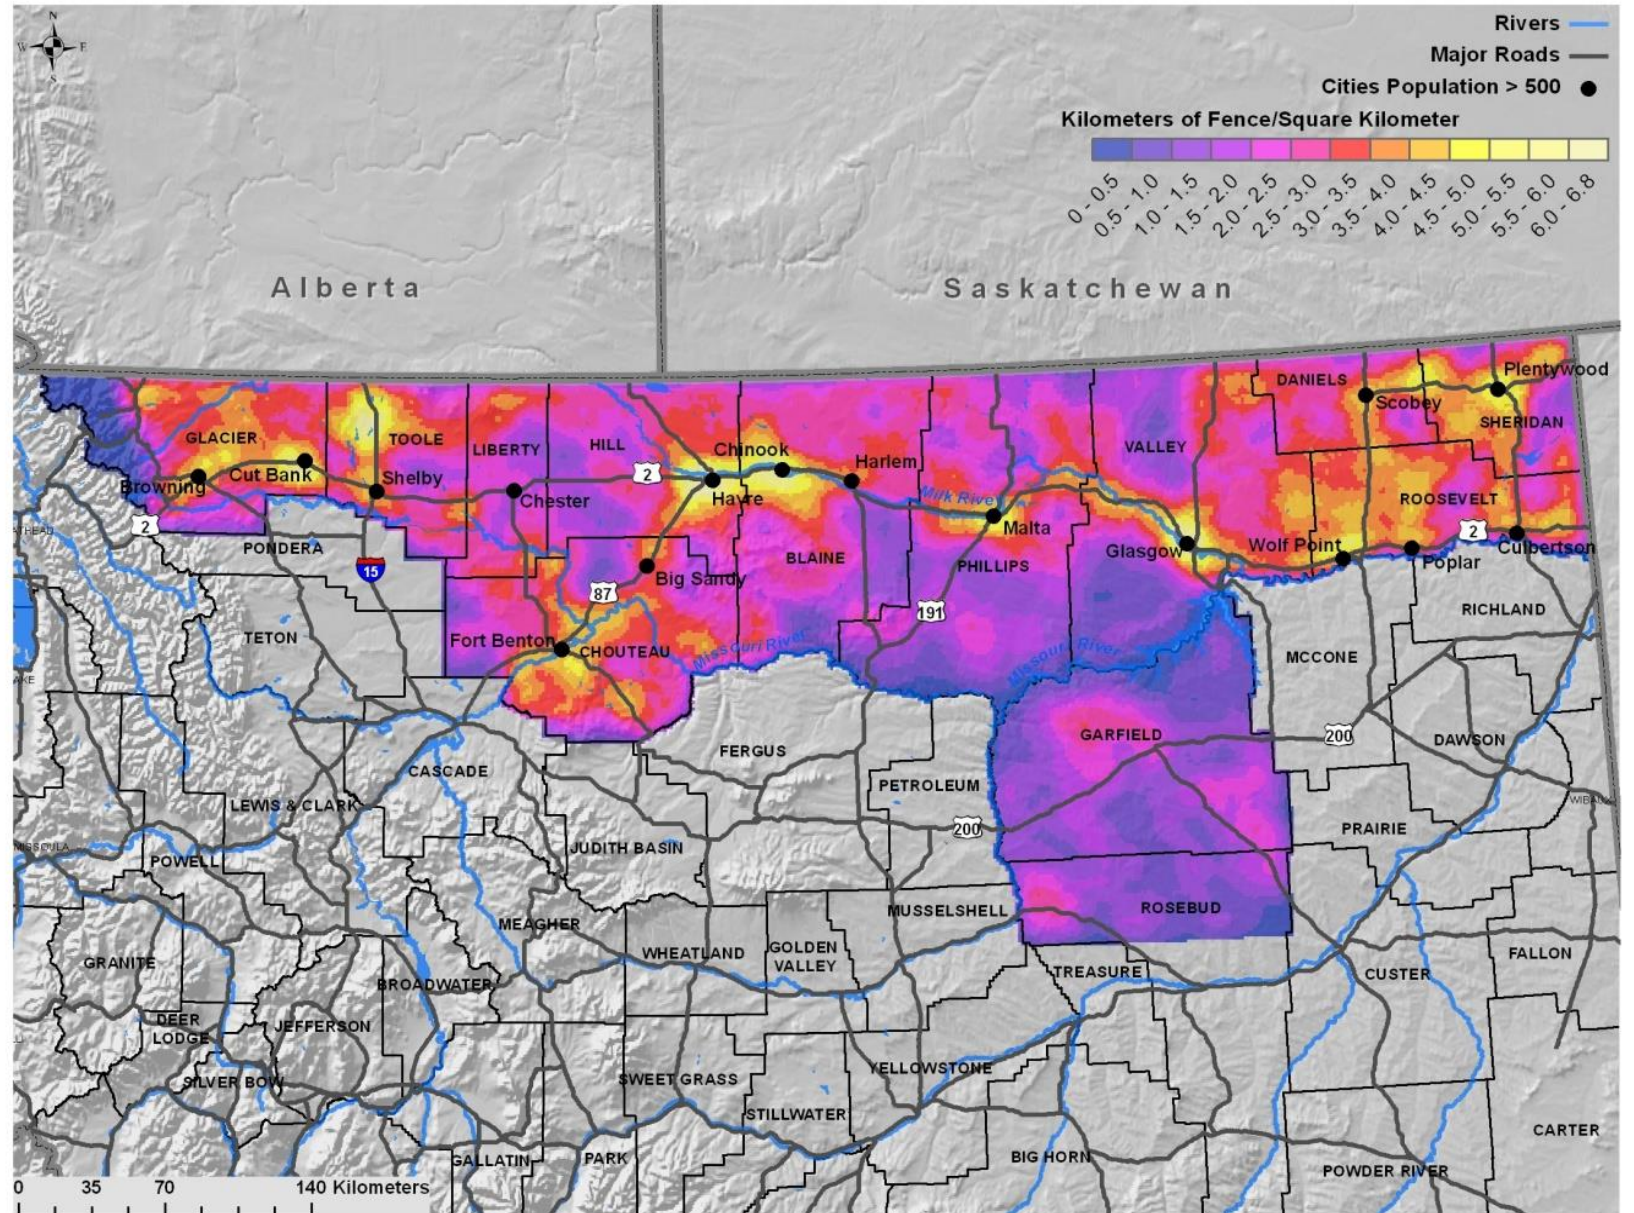 N
W E
S
Rivers
Major Roads
Cities Population > 500
Kilometers of Fence/Square Kilometer
0 - 0.5
0.5 - 1.0
1.0 - 1.5
1.5 - 2.0
2.0 - 2.5
2.5 - 3.0
3.0 - 3.5
3.5 - 4.0
4.0 - 4.5
4.5 - 5.0
5.0 - 5.5
5.5 - 6.0
6.0 - 6.8
Alberta
Saskatchewan
Plentywood
DANIELS
Scobey
SHERIDAN
GLACIER
TOOLE
LIBERTY
HILL
Chinook
VALLEY
Harlem
Browning
Cut Bank
Shelby
2
Chester
Havre
Milk River
ROOSEVELT
2
Malta
2
Culbertson
PONDERA
Glasgow
Wolf Point
Poplar
15
BLAINE
PHILLIPS
Big Sandy
87
191
RICHLAND
ATHEAD
TETON
Fort Benton
CHOUTEAU
Missouri River
Missouri River
MCCONE
AKE
FERGUS
GARFIELD
200
DAWSON
CASCADE
PETROLEUM
WIBAUX
LEWIS & CLARK
200
PRAIRIE
MISSOULA
POWELL
JUDITH BASIN
MUSSELSHELL
ROSEBUD
MEAGHER
GRANITE
WHEATLAND
GOLDEN
VALLEY
FALLON
BROADWATER
TREASURE
CUSTER
DEER
LODGE
JEFFERSON
SILVER BOW
SWEET GRASS
YELLOWSTONE
STILLWATER
CARTER
GALLATIN
PARK
BIG HORN
POWDER RIVER
0 35 70 140 Kilometers